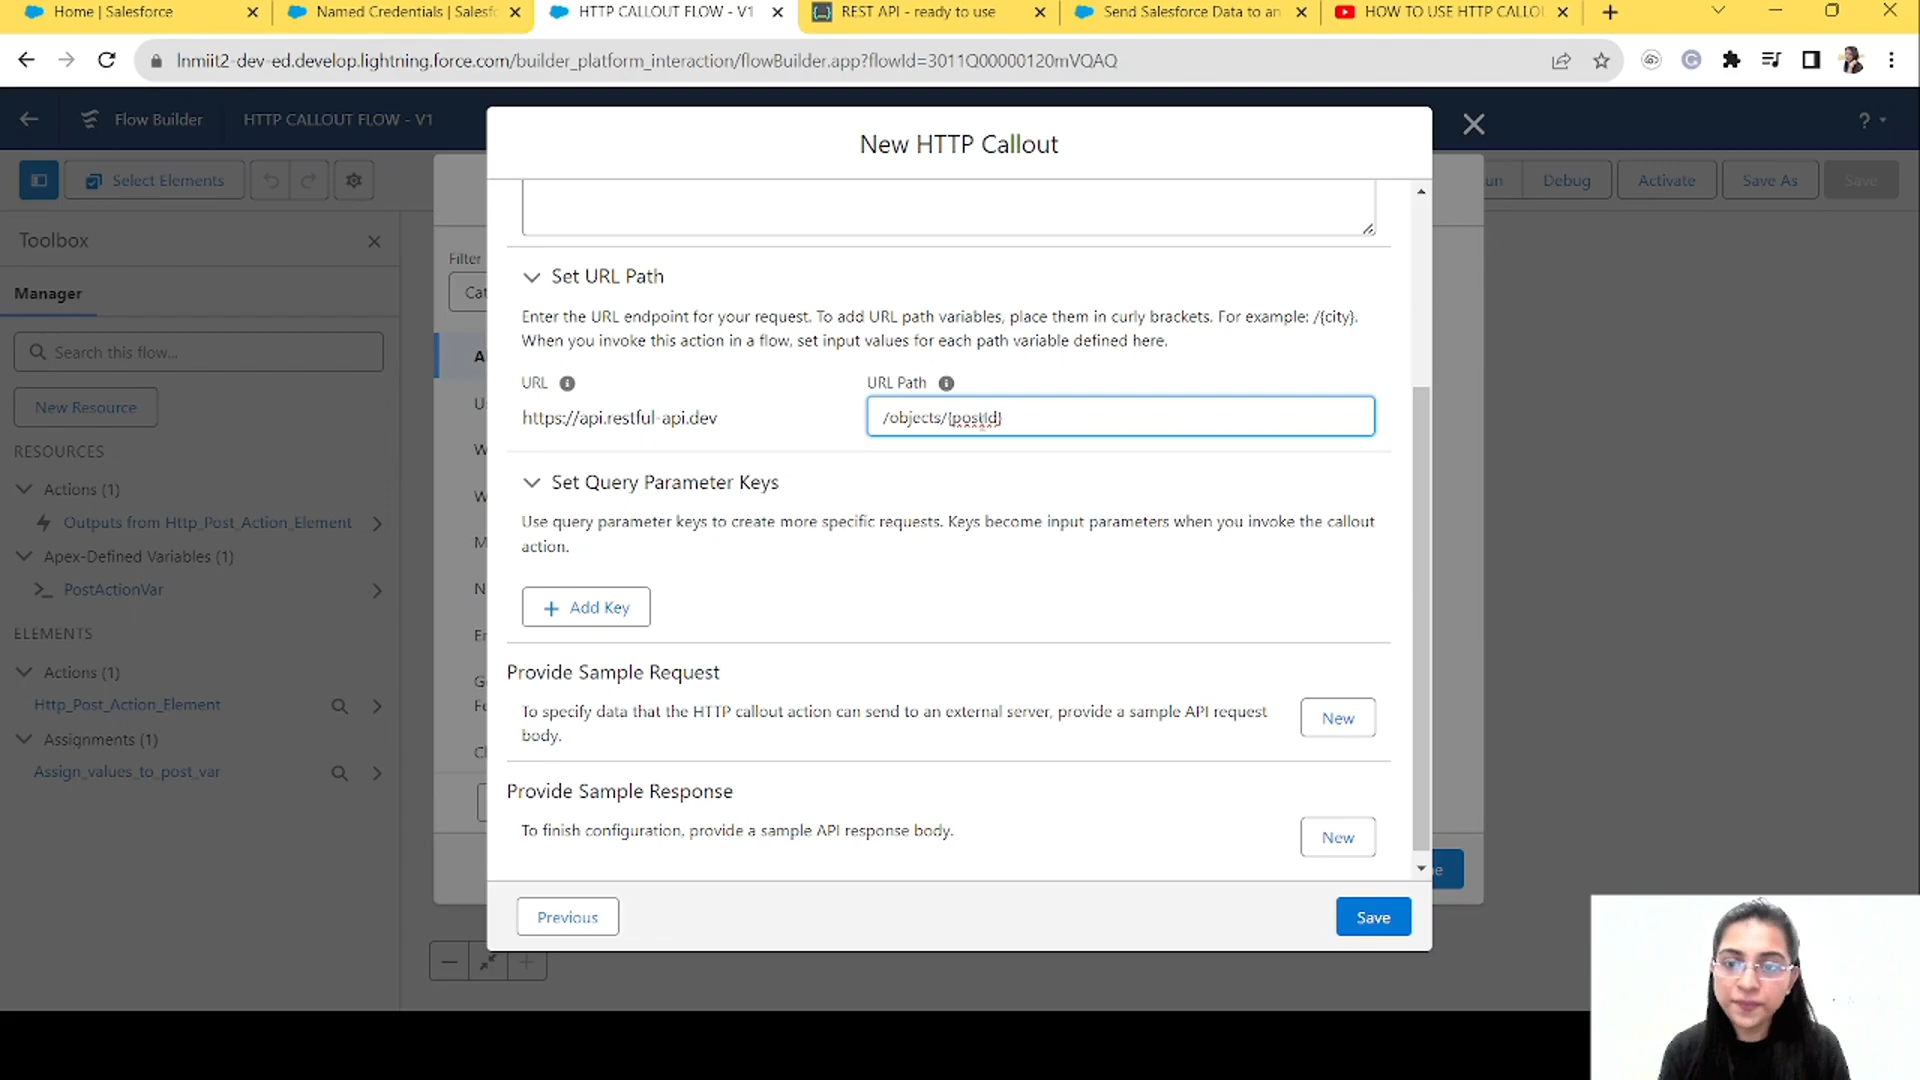 Home | Salesforce
Named Credentials | Salesfo
HTTP CALLOUT FLOW - V1
REST API - ready to use
Send Salesforce Data to an
HOW TO USE HTTP CALLO
lnmiit2-dev-ed.develop.lightning.force.com/builder_platform_interaction/flowBuilder.app?flowId=3011Q00000120mVQAQ
Flow Builder
HTTP CALLOUT FLOW - V1
?
Select Elements
un
Debug
Activate
Save As
Save
New HTTP Callout
Toolbox
Manager
Search this flow...
New Resource
RESOURCES
Actions (1)
Outputs from Http_Post_Action_Element
Apex-Defined Variables (1)
PostActionVar
ELEMENTS
Actions (1)
Http_Post_Action_Element
Assignments (1)
Assign_values_to_post_var
Filter
Cat
A
U
W
W
M
N
Er
G
Fu
Cl
Set URL Path
Enter the URL endpoint for your request. To add URL path variables, place them in curly brackets. For example: /{city}.
When you invoke this action in a flow, set input values for each path variable defined here.
URL
URL Path
https://api.restful-api.dev
/objects/{postId}
Set Query Parameter Keys
Use query parameter keys to create more specific requests. Keys become input parameters when you invoke the callout
action.
+ Add Key
Provide Sample Request
To specify data that the HTTP callout action can send to an external server, provide a sample API request
body.
New
Provide Sample Response
To finish configuration, provide a sample API response body.
New
e
Previous
Save